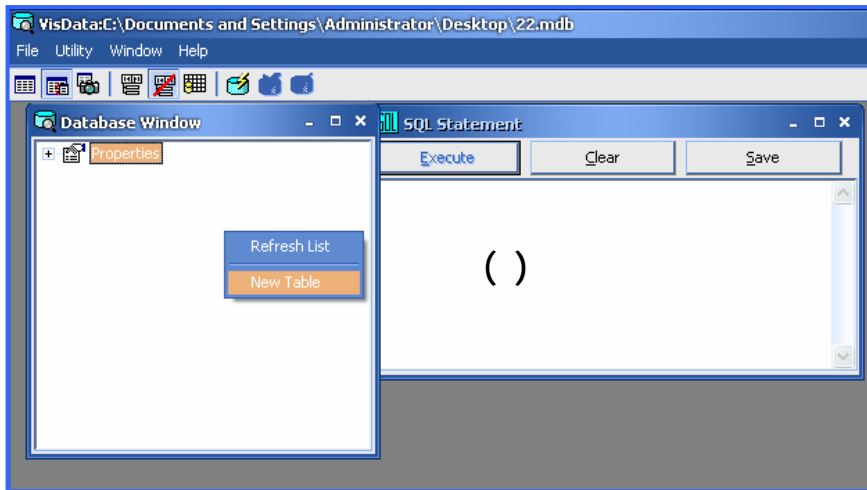 VisData:C:\Documents and Settings\Administrator\Desktop\22.mdb
File Utility Window Help
Database Window
SQL Statement
Properties
Execute Clear Save
Refresh List
New Table
( )